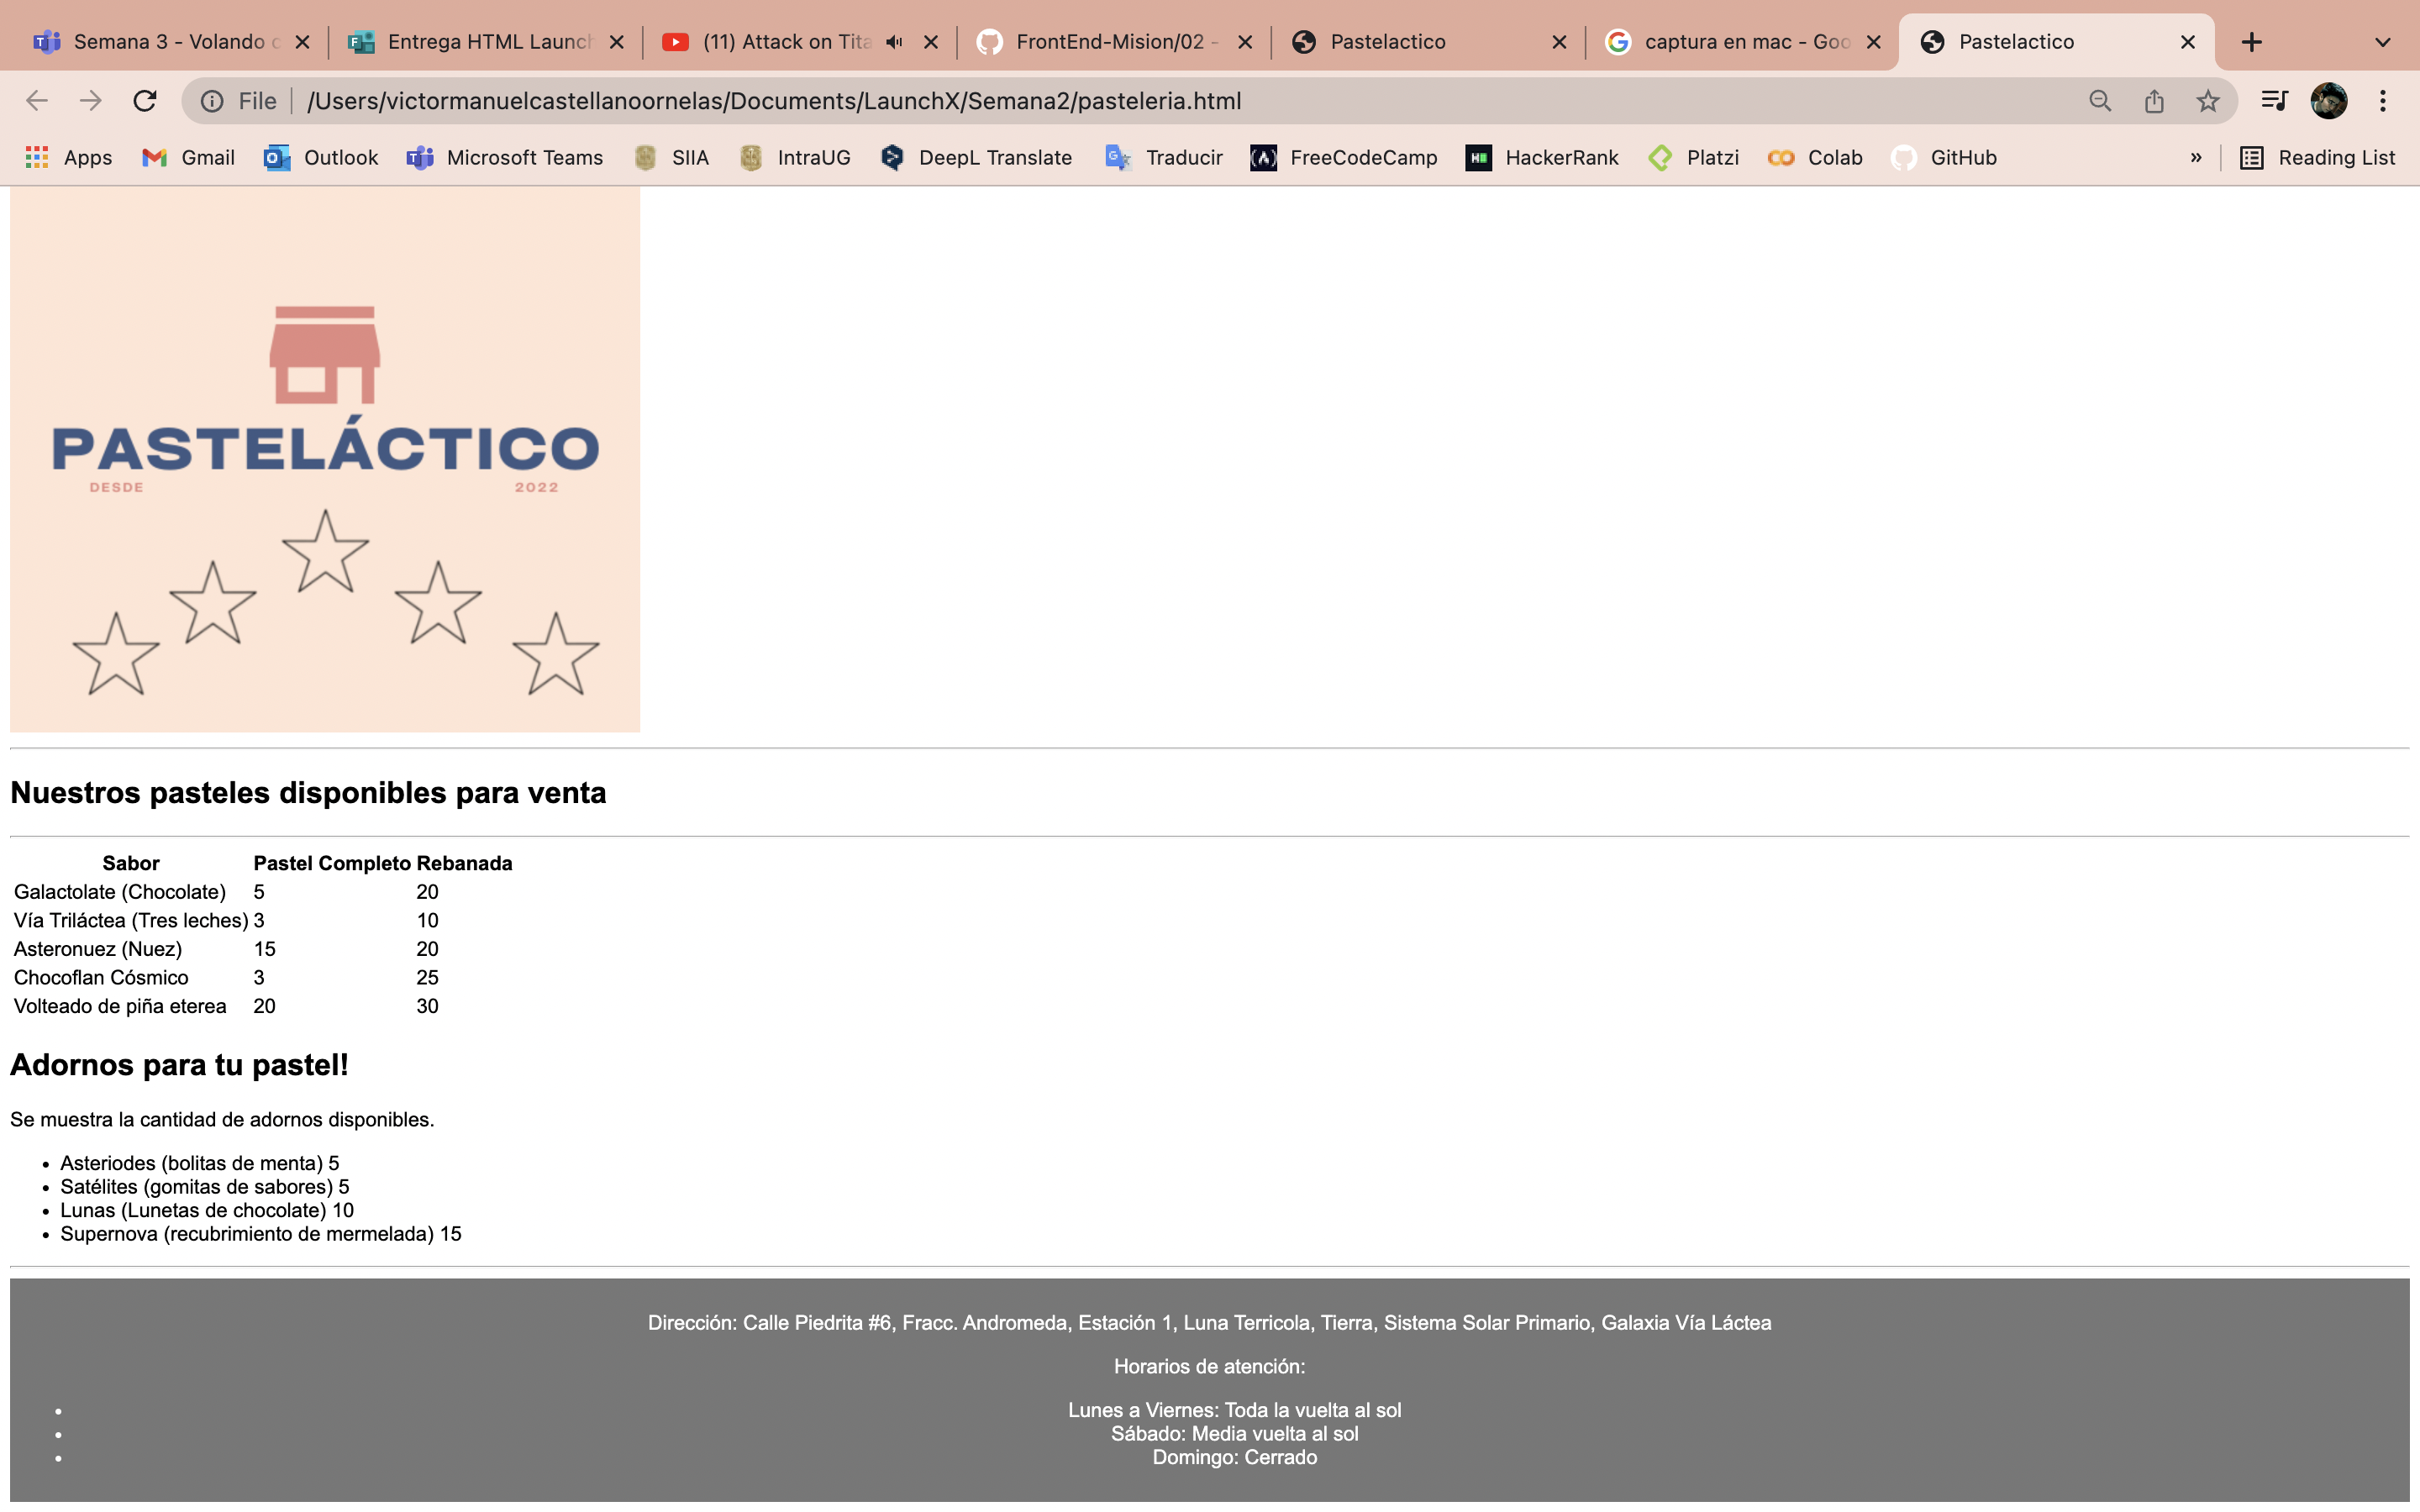 Semana 3 - Volando
Entrega HTML Launch
(11) Attack on Tita
FrontEnd-Mision/02 -
Pastelactico
captura en mac - Goo
Pastelactico
File /Users/victormanuelcastellanoornelas/Documents/LaunchX/Semana2/pasteleria.html
Apps Gmail Outlook Microsoft Teams SIIA IntraUG DeepL Translate Traducir FreeCodeCamp HackerRank Platzi Colab GitHub » Reading List
PASTELÁCTICO
DESDE 2022
Nuestros pasteles disponibles para venta
Sabor Pastel Completo Rebanada
Galactolate (Chocolate) 5 20
Vía Triláctea (Tres leches) 3 10
Asteronuez (Nuez) 15 20
Chocoflan Cósmico 3 25
Volteado de piña eterea 20 30
Adornos para tu pastel!
Se muestra la cantidad de adornos disponibles.
• Asteriodes (bolitas de menta) 5
• Satélites (gomitas de sabores) 5
• Lunas (Lunetas de chocolate) 10
• Supernova (recubrimiento de mermelada) 15
Dirección: Calle Piedrita #6, Fracc. Andromeda, Estación 1, Luna Terricola, Tierra, Sistema Solar Primario, Galaxia Vía Láctea
Horarios de atención:
• Lunes a Viernes: Toda la vuelta al sol
• Sábado: Media vuelta al sol
• Domingo: Cerrado